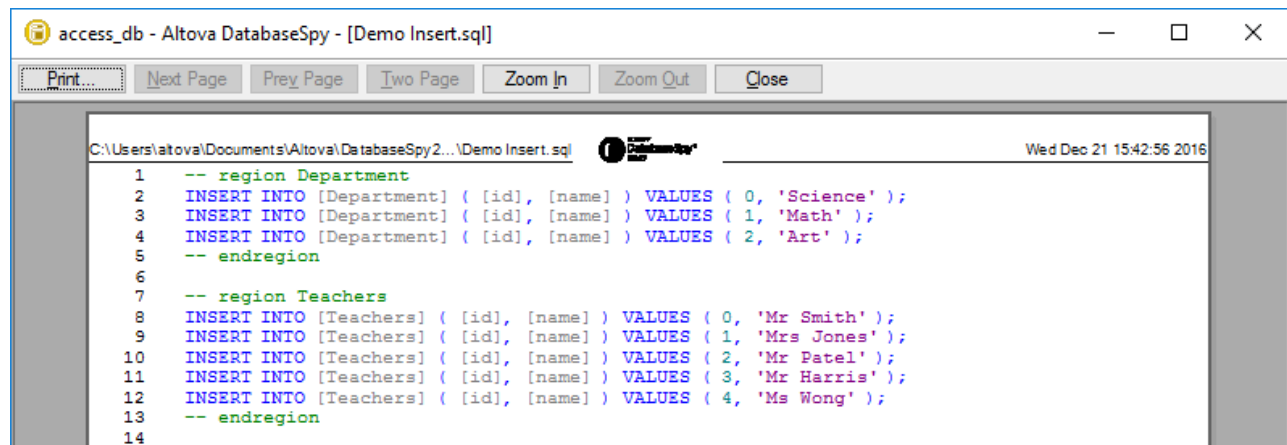 access_db - Altova DatabaseSpy - [Demo Insert.sql]
Print... Next Page Prev Page Two Page Zoom In Zoom Out Close
C:\Users\altova\Documents\Altova\DatabaseSpy2...\Demo Insert.sql DatabaseSpy® Wed Dec 21 15:42:56 2016
1 -- region Department
2 INSERT INTO [Department] ( [id], [name] ) VALUES ( 0, 'Science' );
3 INSERT INTO [Department] ( [id], [name] ) VALUES ( 1, 'Math' );
4 INSERT INTO [Department] ( [id], [name] ) VALUES ( 2, 'Art' );
5 -- endregion
6
7 -- region Teachers
8 INSERT INTO [Teachers] ( [id], [name] ) VALUES ( 0, 'Mr Smith' );
9 INSERT INTO [Teachers] ( [id], [name] ) VALUES ( 1, 'Mrs Jones' );
10 INSERT INTO [Teachers] ( [id], [name] ) VALUES ( 2, 'Mr Patel' );
11 INSERT INTO [Teachers] ( [id], [name] ) VALUES ( 3, 'Mr Harris' );
12 INSERT INTO [Teachers] ( [id], [name] ) VALUES ( 4, 'Ms Wong' );
13 -- endregion
14